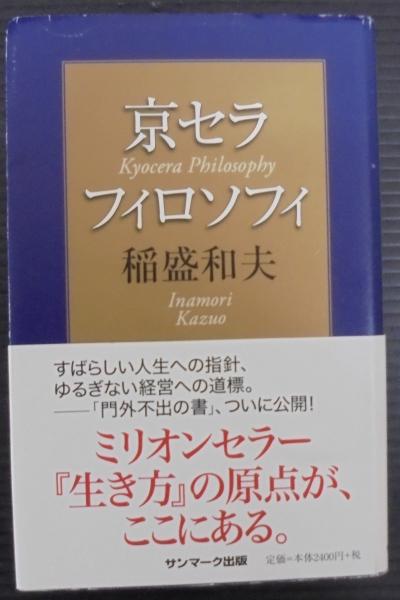 京セラ
Kyocera Philosophy
フィロソフィ
稲盛和夫
Inamori
Kazuo
すばらしい人生への指針、
ゆるぎない経営への道標。
――「門外不出の書」、ついに公開!
ミリオンセラー
『生き方』の原点が、
ここにある。
サンマーク出版 定価=本体2400円+税